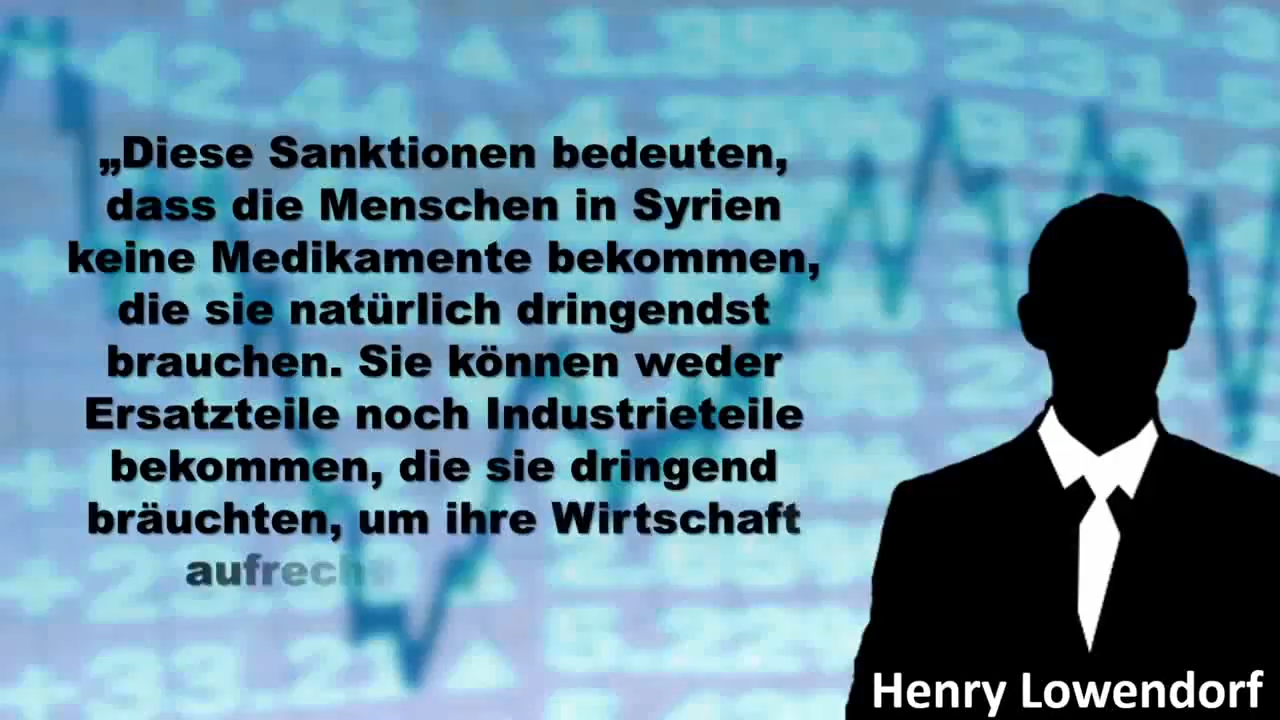 „Diese Sanktionen bedeuten,
dass die Menschen in Syrien
keine Medikamente bekommen,
die sie natürlich dringendst
brauchen. Sie können weder
Ersatzteile noch Industrieteile
bekommen, die sie dringend
bräuchten, um ihre Wirtschaft
aufrech
Henry Lowendorf